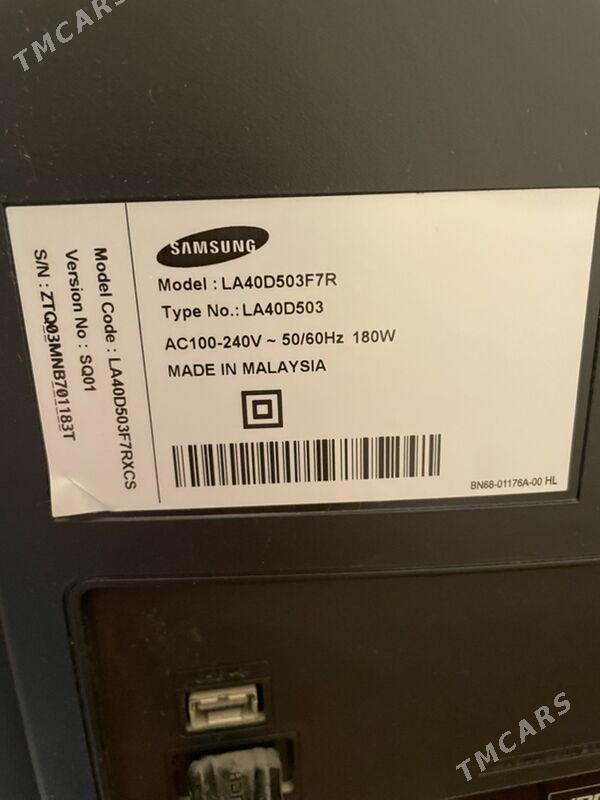 TMCARS
SAMSUNG
Model : LA40D503F7R
Type No.: LA40D503
AC100-240V ~ 50/60Hz 180W
MADE IN MALAYSIA
BN68-01176A-00 HL
Model Code : LA40D503F7RXCS
Version No : SQ01
S/N : ZTQ03MNB701183T
TMCARS